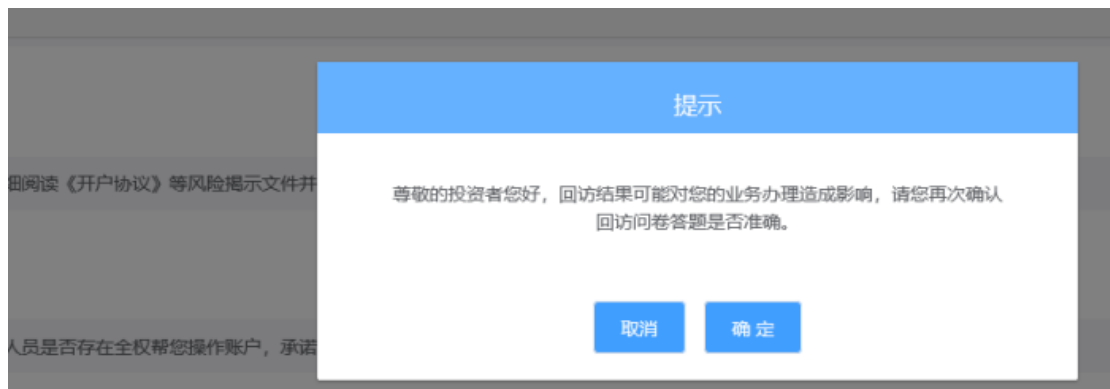 提示
细阅读《开户协议》等风险揭示文件并
尊敬的投资者您好，回访结果可能对您的业务办理造成影响，请您再次确认
回访问卷答题是否准确。
取消 确定
人员是否存在全权帮您操作账户，承诺